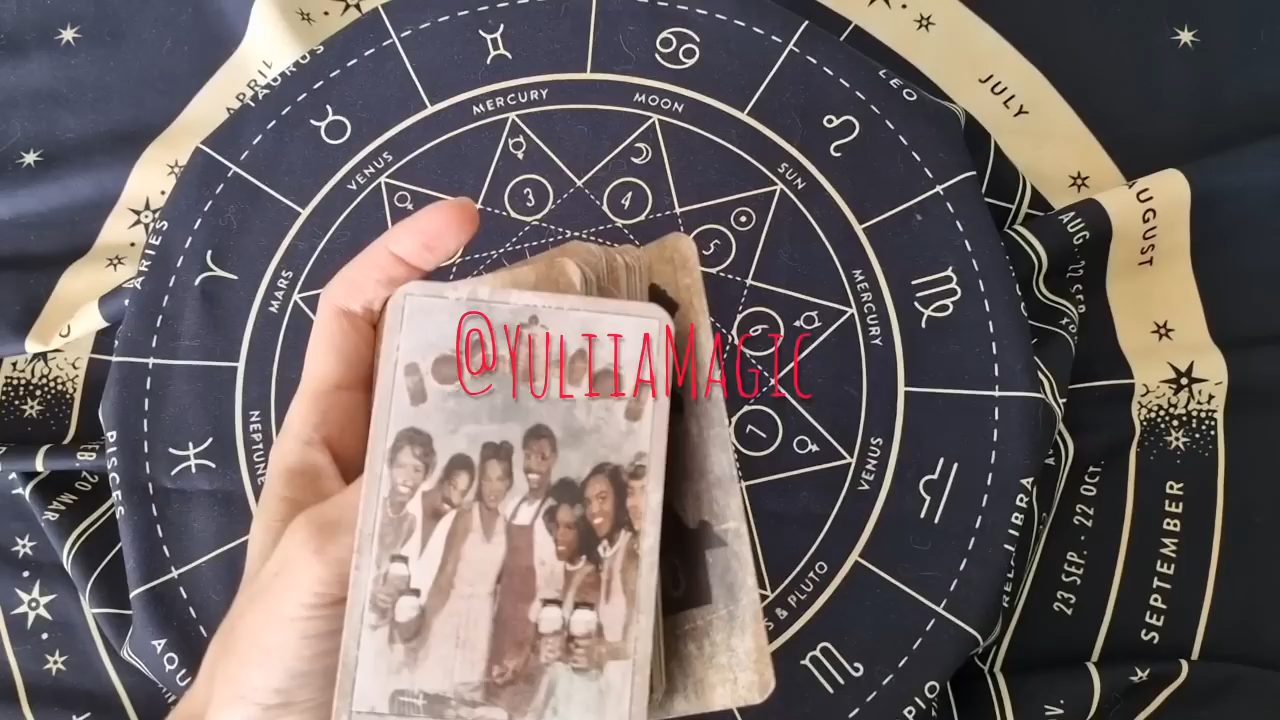 @YuliiaMagic
APRIL
TAURUS
ARIES
MERCURY
MOON
LEO
JULY
VENUS
SUN
AUGUST
AUG.
3
4
5
6
7
MARS
MERCURY
NEPTUNE
VENUS
PISCES
20 MAR
LIBRA
23 SEP. - 22 OCT.
SEPTEMBER
& PLUTO
AQU